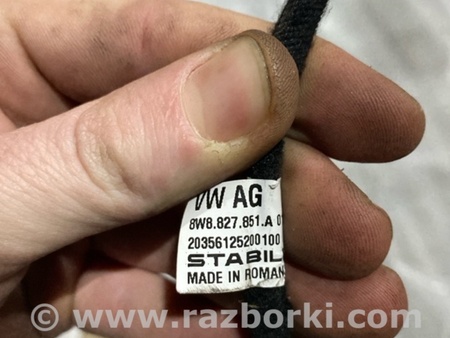 VW AG
8W8.827.851.A
20356125200100
STABIL
MADE IN ROMAN
© www.razborki.com